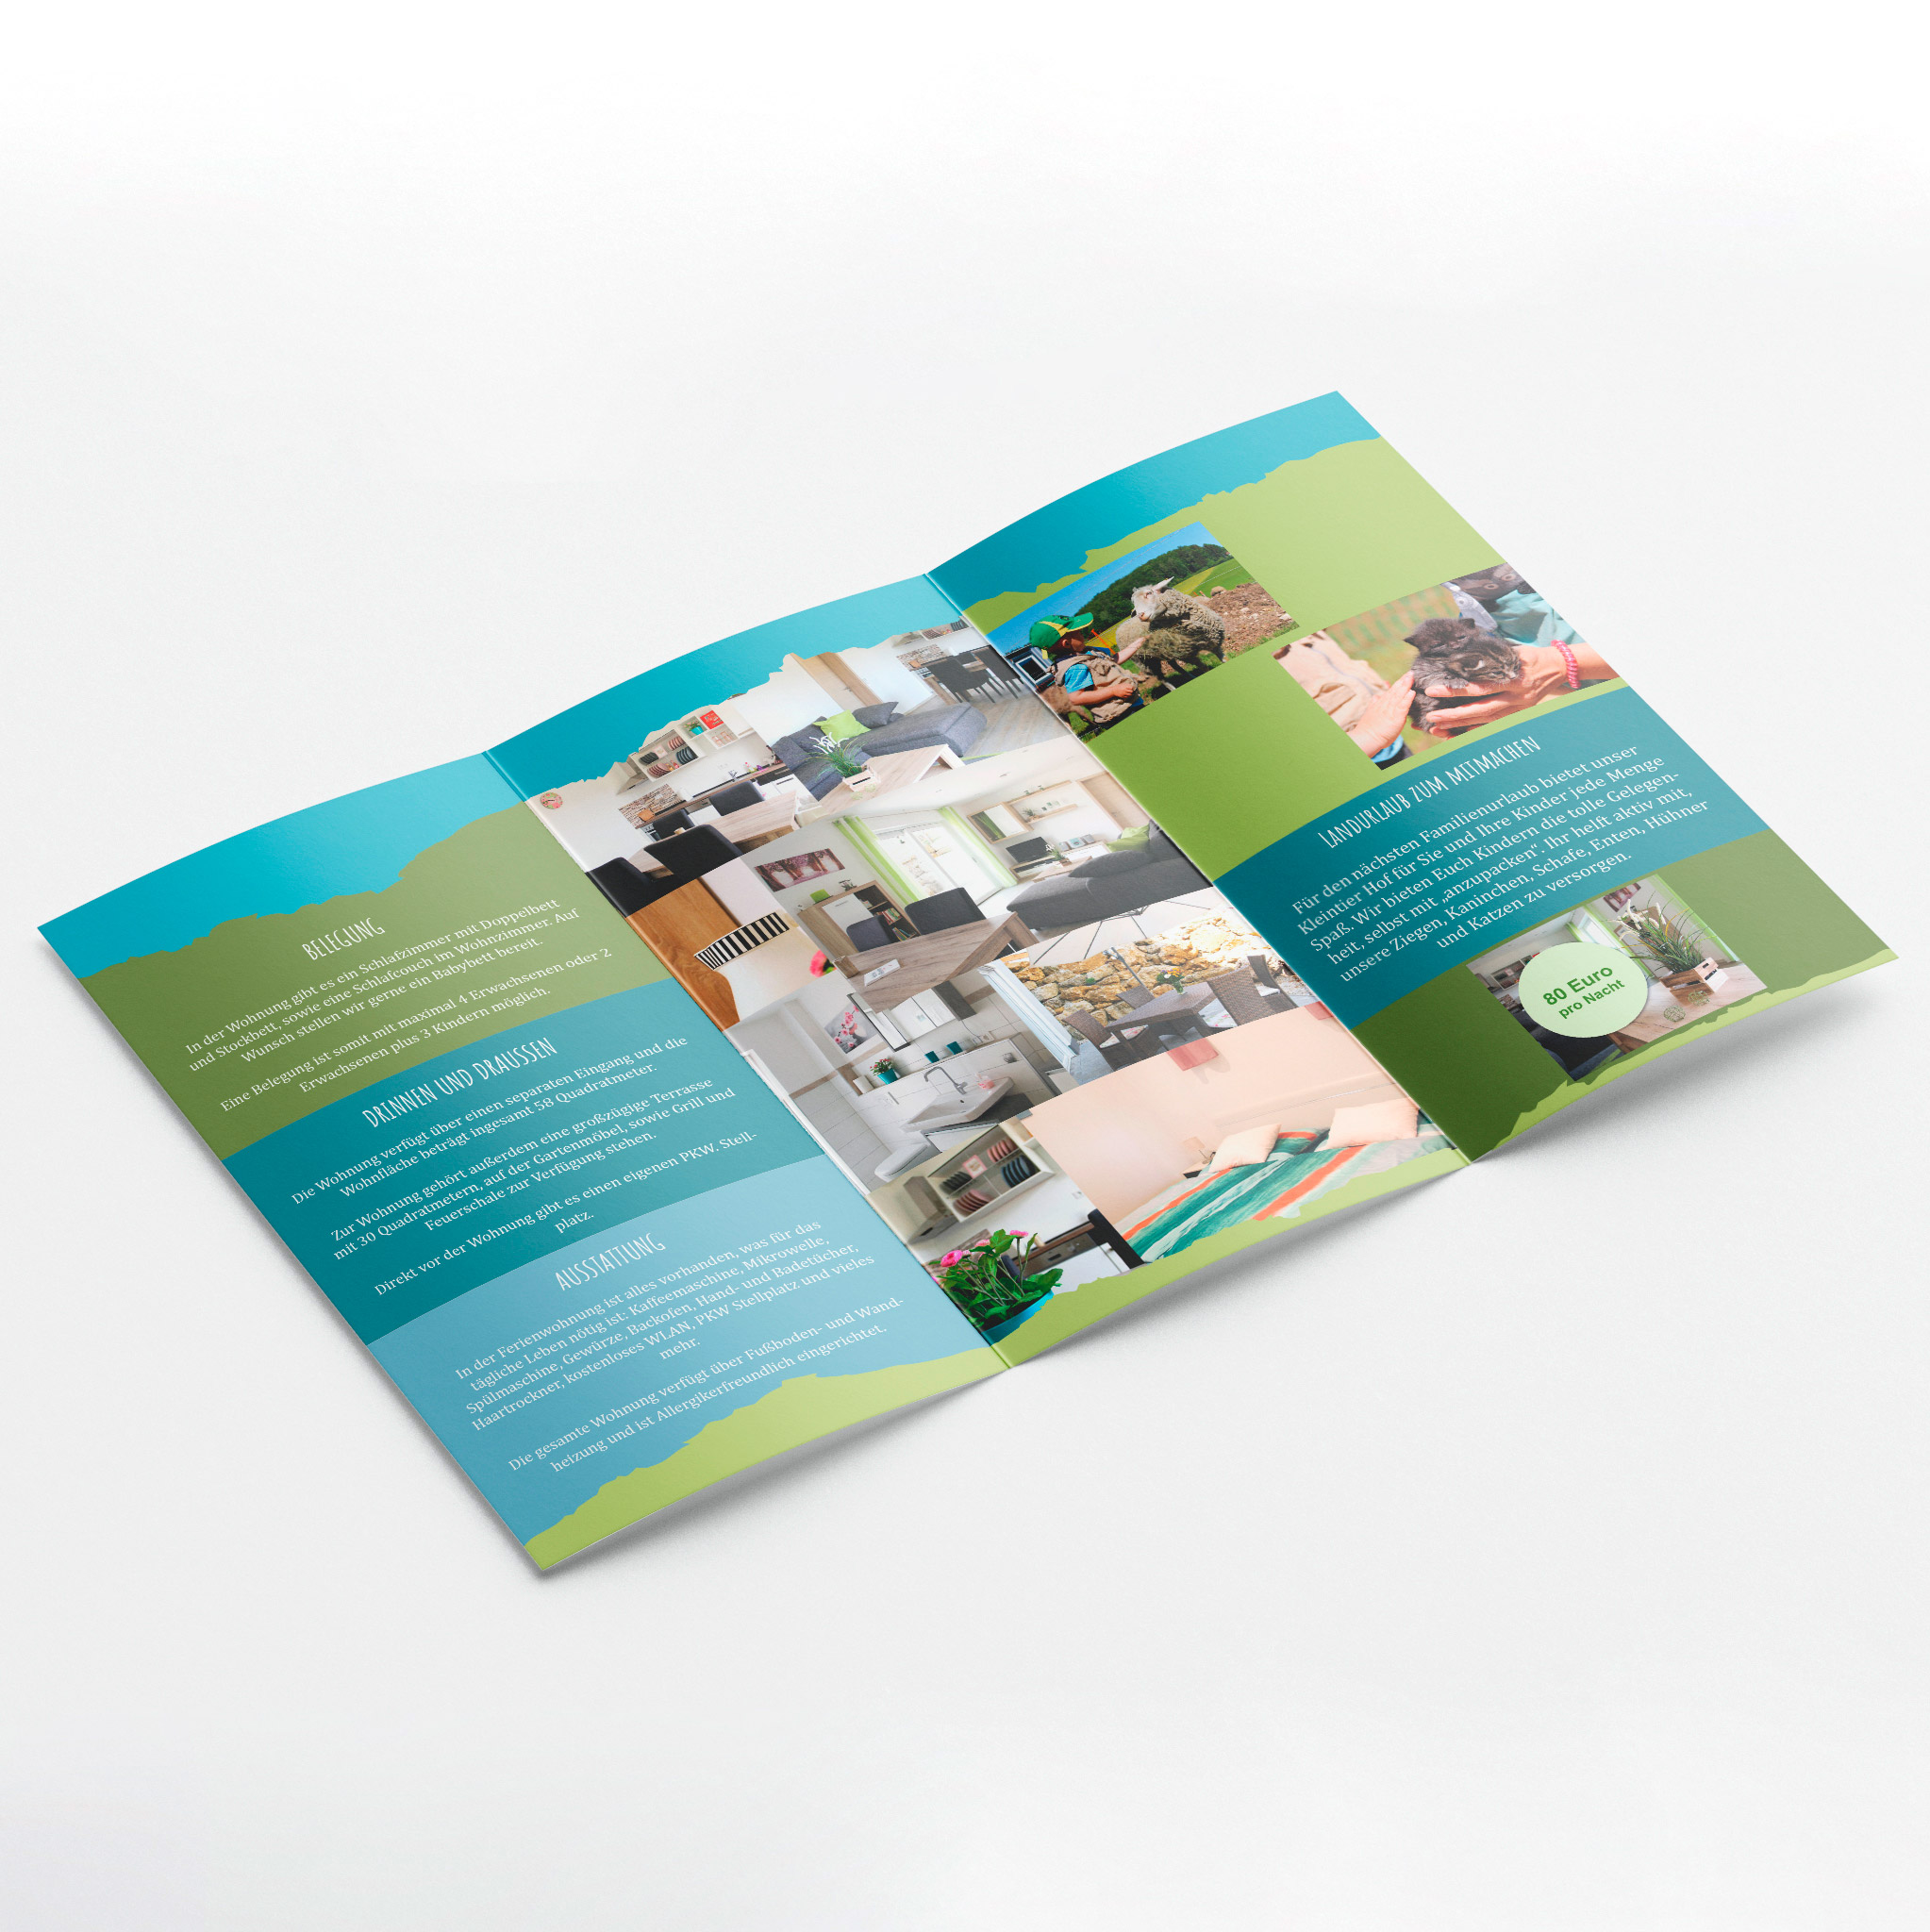 BELEGUNG
In der Wohnung gibt es ein Schlafzimmer mit Doppelbett
und Stockbett, sowie eine Schlafcouch im Wohnzimmer. Auf
Wunsch stellen wir gerne ein Babybett bereit.
Eine Belegung ist somit mit maximal 4 Erwachsenen oder 2
Erwachsenen plus 3 Kindern möglich.
DRINNEN UND DRAUSSEN
Die Wohnung verfügt über einen separaten Eingang und die
Wohnfläche beträgt ingesamt 58 Quadratmeter.
Zur Wohnung gehört außerdem eine großzügige Terrasse
mit 30 Quadratmetern, auf der Gartenmöbel, sowie Grill und
Feuerschale zur Verfügung stehen.
Direkt vor der Wohnung gibt es einen eigenen PKW. Stell-
platz.
AUSSTATTUNG
In der Ferienwohnung ist alles vorhanden, was für das
tägliche Leben nötig ist: Kaffeemaschine, Mikrowelle,
Spülmaschine, Gewürze, Backofen, Hand- und Badetücher,
Haartrockner, kostenloses WLAN, PKW Stellplatz und vieles
mehr.
Die gesamte Wohnung verfügt über Fußboden- und Wand-
heizung und ist Allergikerfreundlich eingerichtet.
LANDURLAUB ZUM MITMACHEN
Für den nächsten Familienurlaub bietet unser
Kleintier Hof für Sie und Ihre Kinder jede Menge
Spaß. Wir bieten Euch Kindern die tolle Gelegen-
heit, selbst mit „anzupacken“ Ihr helft aktiv mit,
unsere Ziegen, Kaninchen, Schafe, Enten, Hühner
und Katzen zu versorgen.
80 Euro
pro Nacht